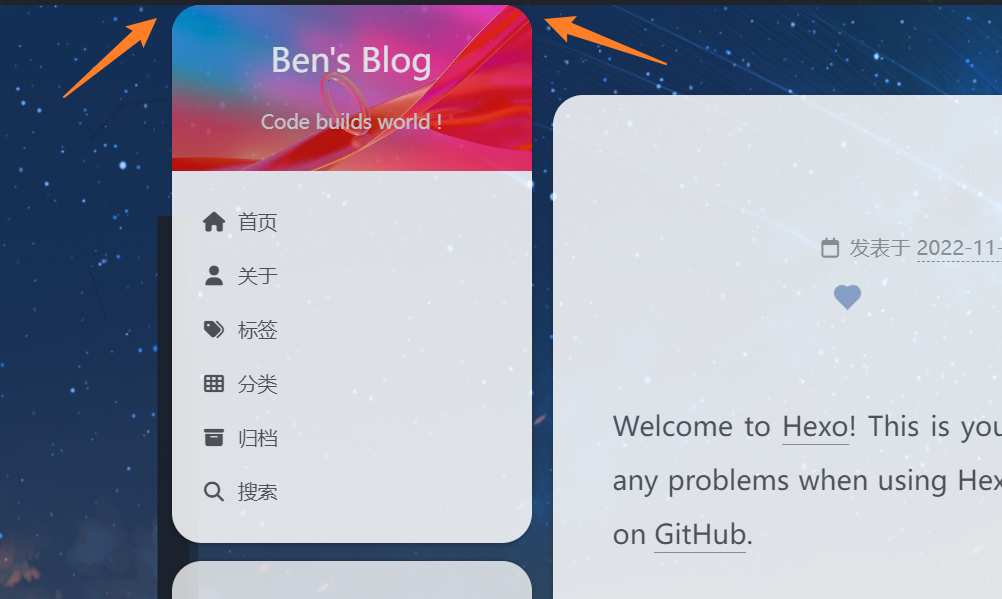 Ben's Blog
Code builds world !
首页
关于
标签
分类
归档
搜索
发表于 2022-11-
Welcome to Hexo! This is you
any problems when using Hex
on GitHub.